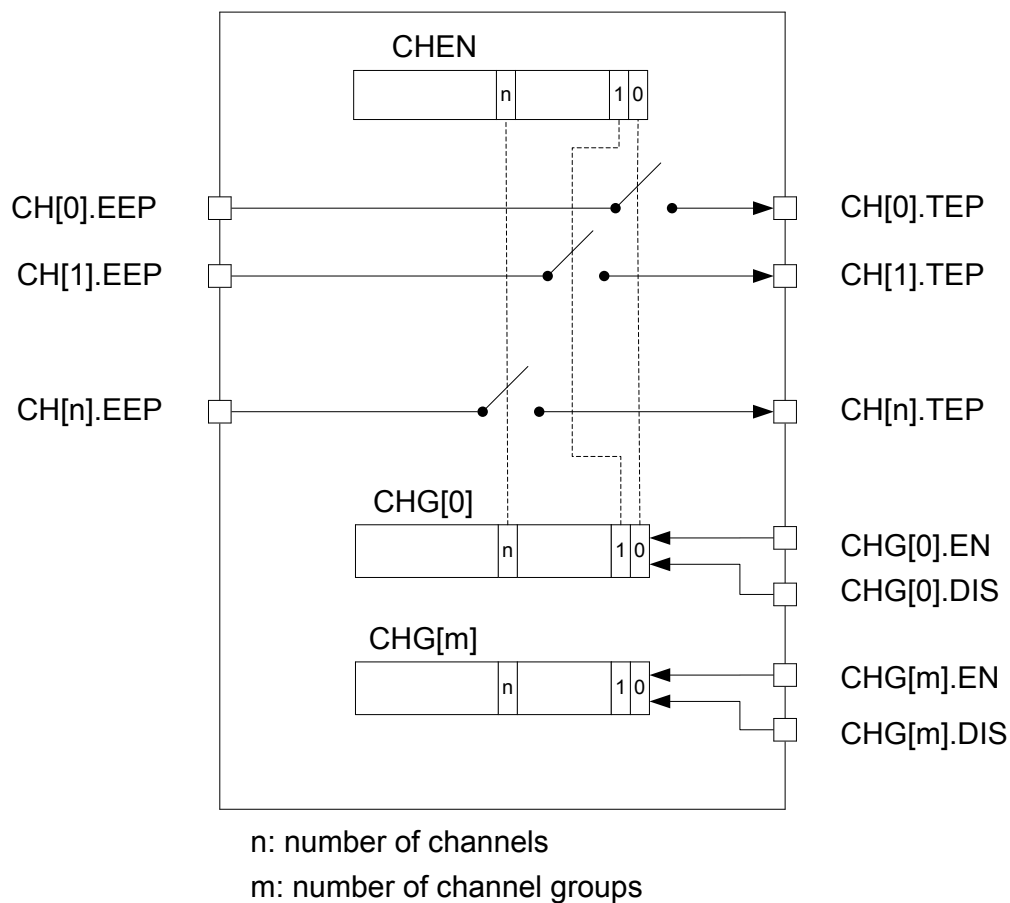 CHEN
n 1 0
CH[0].EEP CH[0].TEP
CH[1].EEP CH[1].TEP
CH[n].EEP CH[n].TEP
CHG[0]
n 1 0
CHG[0].EN
CHG[0].DIS
CHG[m]
n 1 0
CHG[m].EN
CHG[m].DIS
n: number of channels
m: number of channel groups